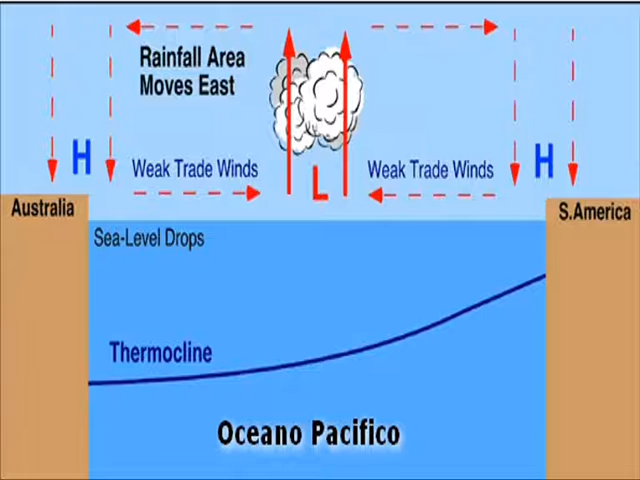 Rainfall Area
Moves East
H
H
Weak Trade Winds
L
Weak Trade Winds
Australia
S.America
Sea-Level Drops
Thermocline
Oceano Pacifico